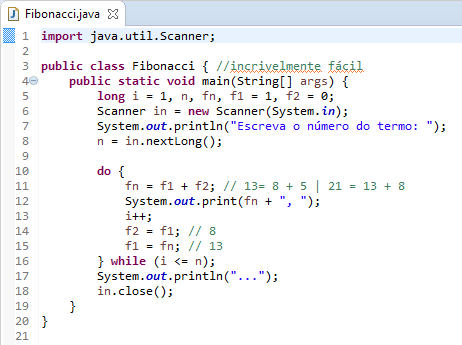 Fibonacci.java
1 import java.util.Scanner;
2
3 public class Fibonacci { //incrivelmente fácil
4 public static void main(String[] args) {
5 long i = 1, n, fn, f1 = 1, f2 = 0;
6 Scanner in = new Scanner(System.in);
7 System.out.println("Escreva o número do termo: ");
8 n = in.nextLong();
9
10 do {
11 fn = f1 + f2; // 13= 8 + 5 | 21 = 13 + 8
12 System.out.print(fn + ", ");
13 i++;
14 f2 = f1; // 8
15 f1 = fn; // 13
16 } while (i <= n);
17 System.out.println("...");
18 in.close();
19 }
20 }
21